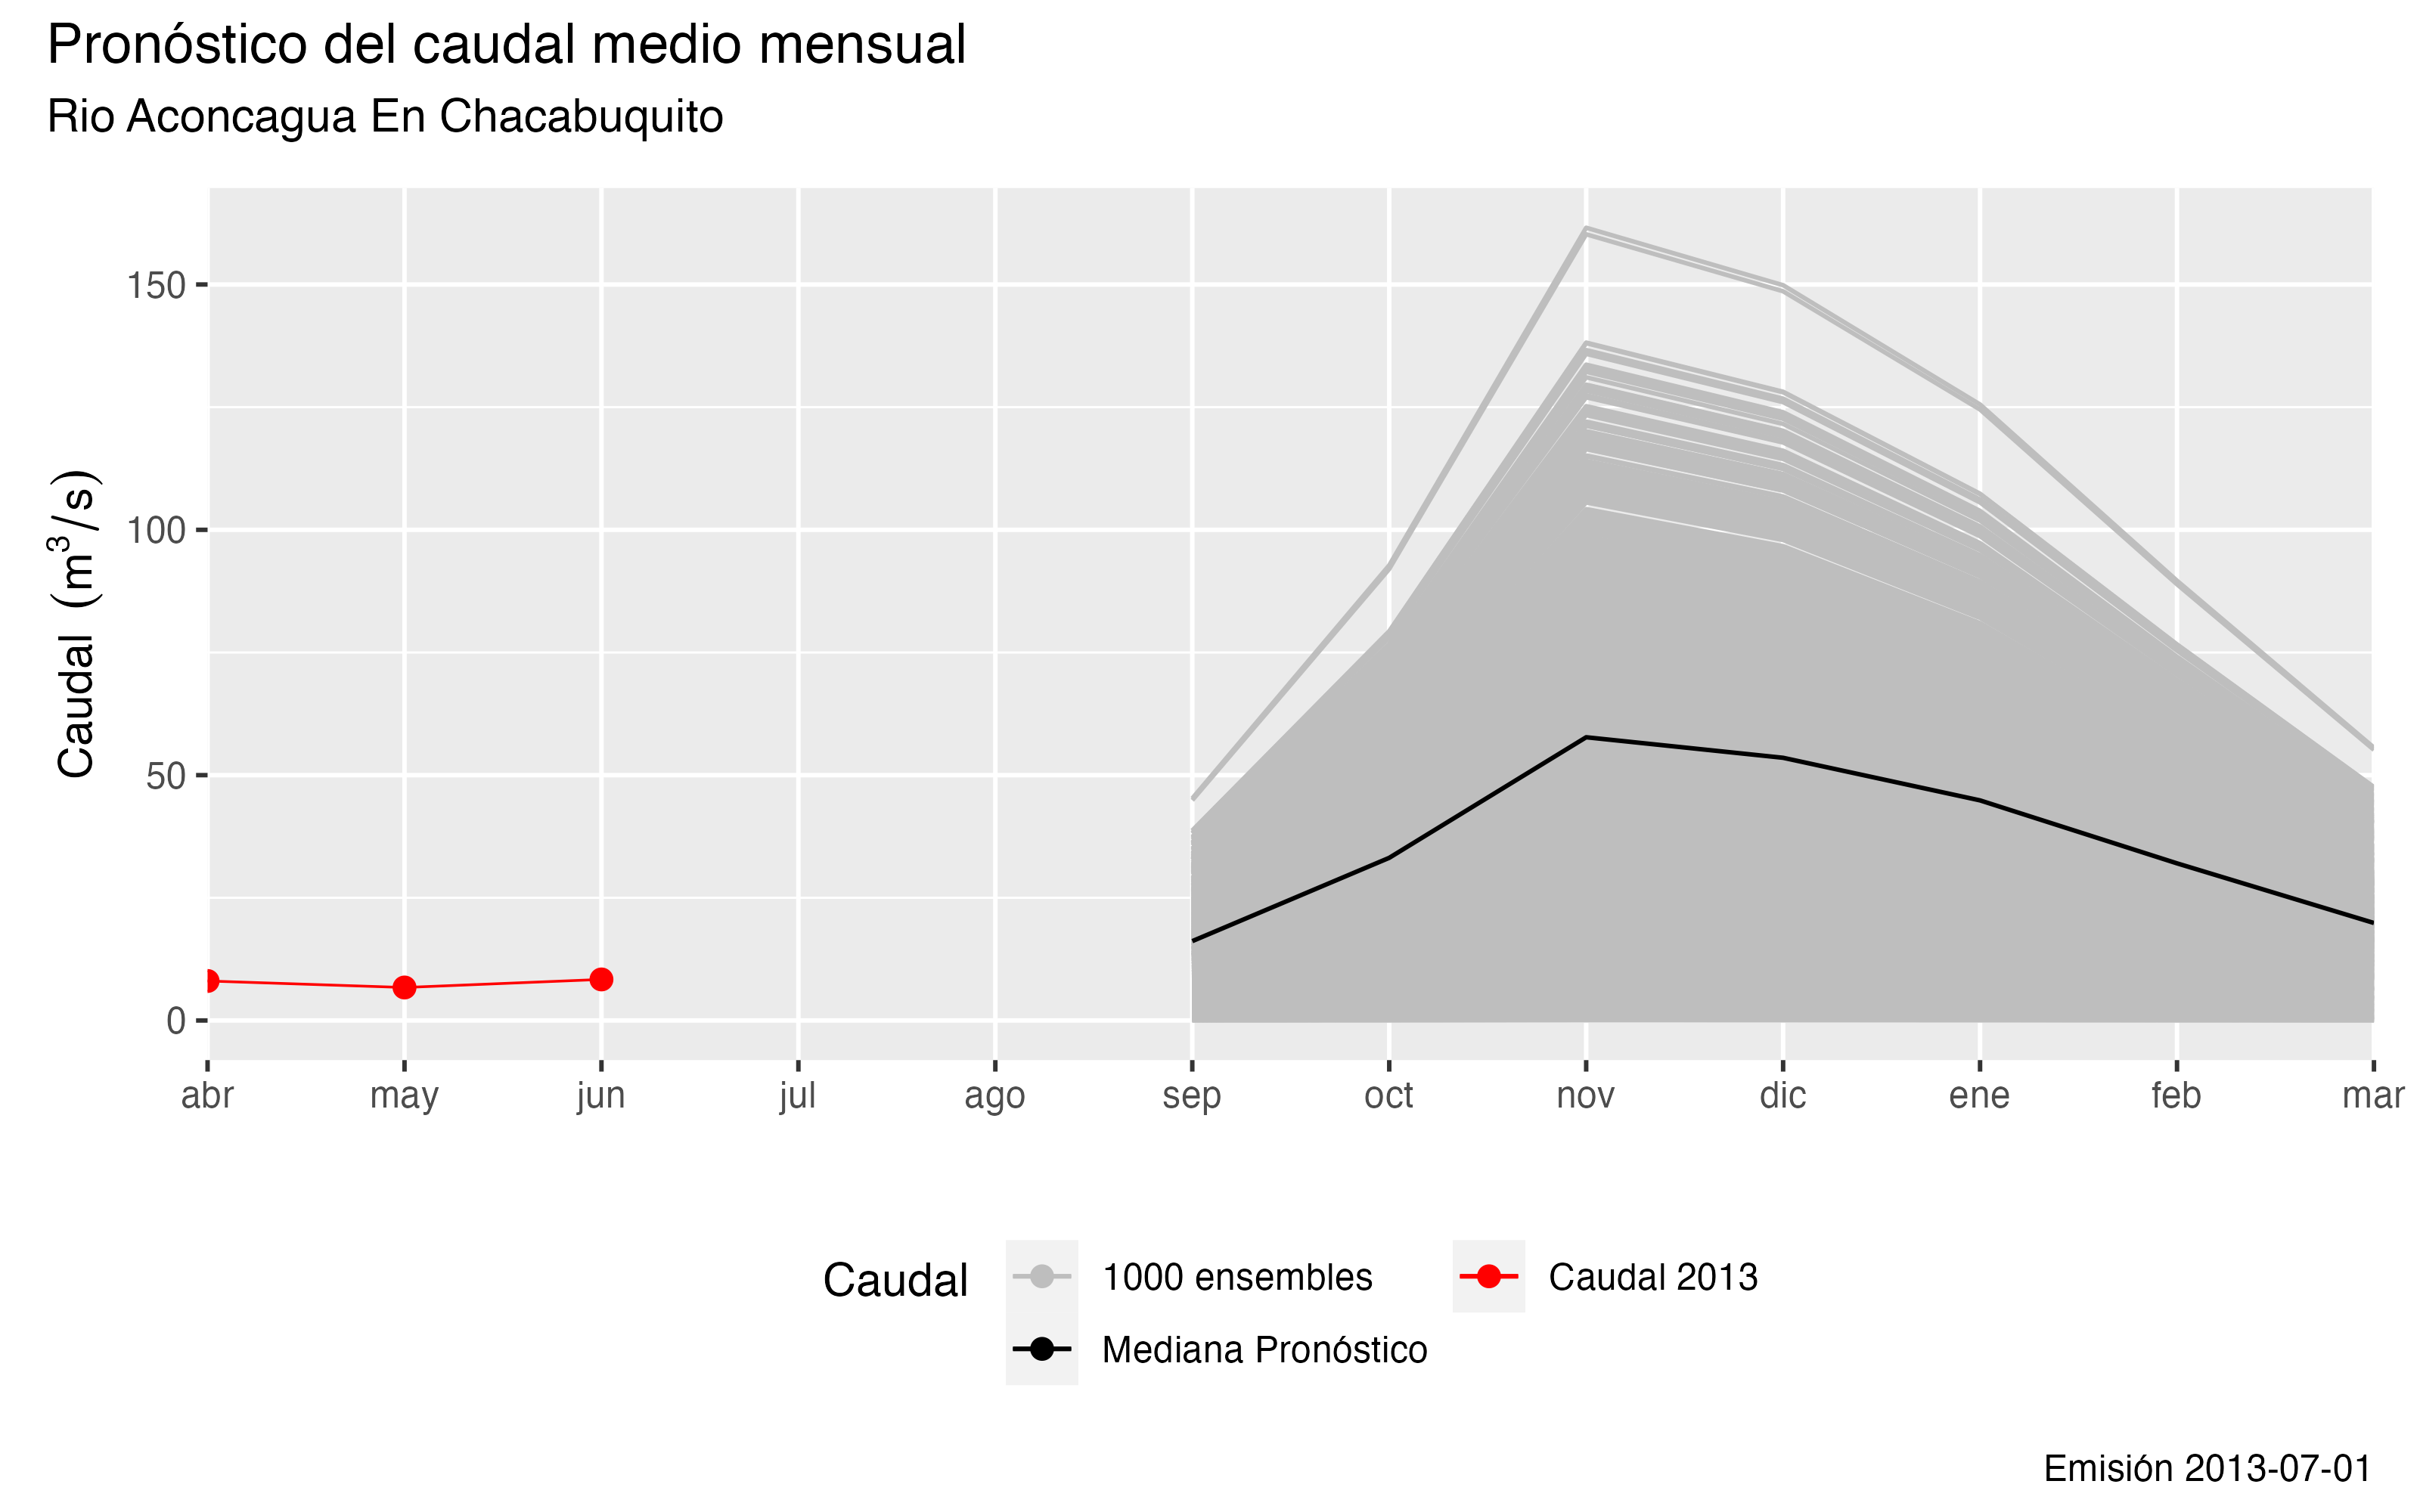 Pronóstico del caudal medio mensual
Rio Aconcagua En Chacabuquito
Caudal (m³/s)
150
100
50
0
abr may jun jul ago sep oct nov dic ene feb mar
Caudal
1000 ensembles
Mediana Pronóstico
Caudal 2013
Emisión 2013-07-01